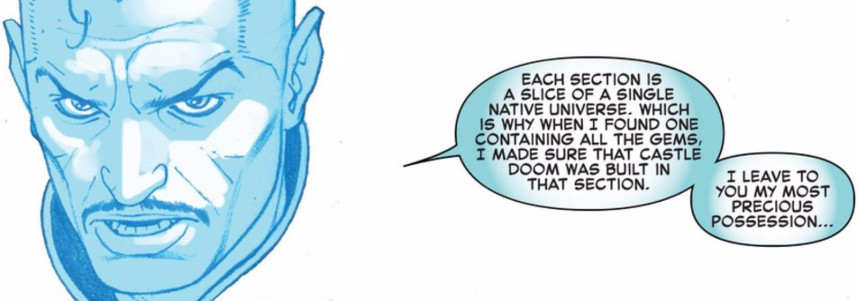 EACH SECTION IS
A SLICE OF A SINGLE
NATIVE UNIVERSE. WHICH
IS WHY WHEN I FOUND ONE
CONTAINING ALL THE GEMS,
I MADE SURE THAT CASTLE
DOOM WAS BUILT IN
THAT SECTION.
I LEAVE TO
YOU MY MOST
PRECIOUS
POSSESSION...